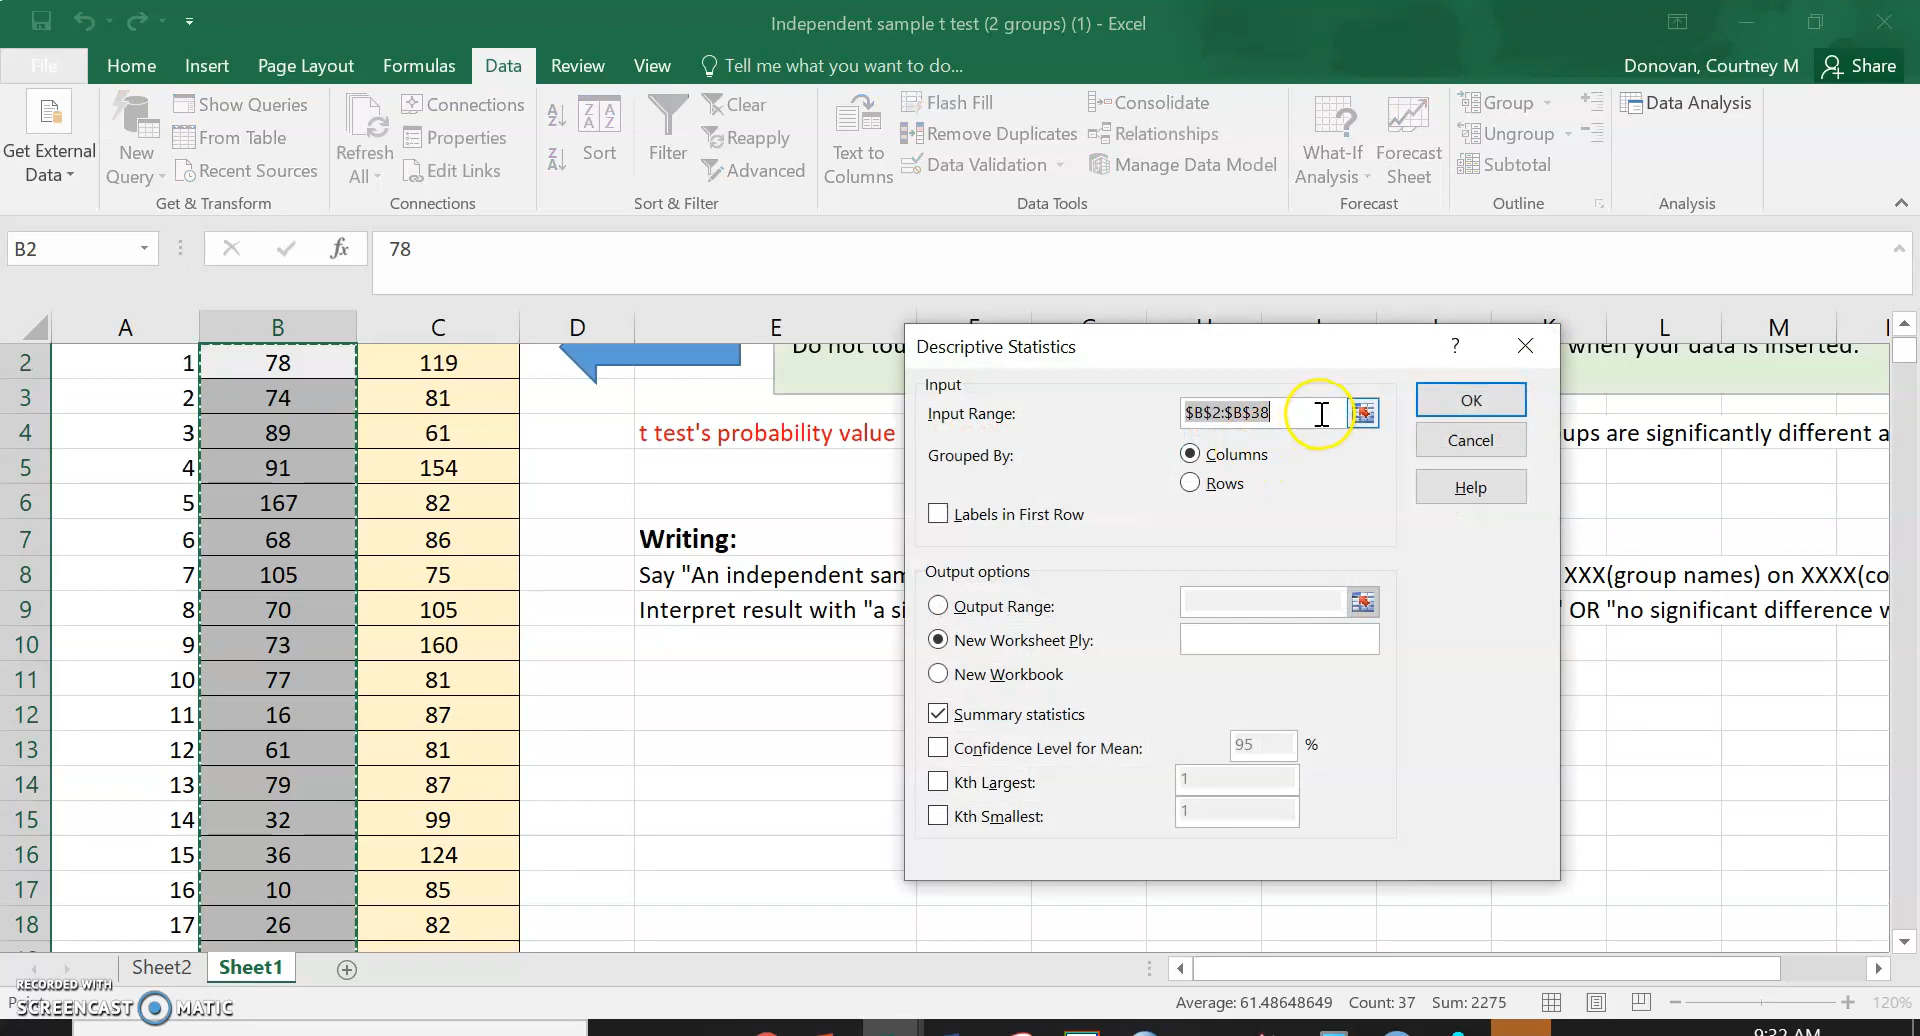 Independent sample t test (2 groups) (1) - Excel
File Home Insert Page Layout Formulas Data Review View Tell me what you want to do... Donovan, Courtney M Share
Get External Data
New Query
Show Queries
From Table
Recent Sources
Get & Transform
Refresh All
Connections
Properties
Edit Links
Connections
Sort
Filter
Clear
Reapply
Advanced
Sort & Filter
Text to Columns
Flash Fill
Remove Duplicates
Data Validation
Consolidate
Relationships
Manage Data Model
Data Tools
What-If Analysis
Forecast Sheet
Forecast
Group
Ungroup
Subtotal
Outline
Data Analysis
Analysis
B2 fx 78
A B C D E L M
2 1 78 119
3 2 74 81
4 3 89 61 t test's probability value ups are significantly different a
5 4 91 154
6 5 167 82
7 6 68 86 Writing:
8 7 105 75 Say "An independent sam XXX(group names) on XXXX(co
9 8 70 105 Interpret result with "a si ' OR "no significant difference w
10 9 73 160
11 10 77 81
12 11 16 87
13 12 61 81
14 13 79 87
15 14 32 99
16 15 36 124
17 16 10 85
18 17 26 82
Do not tou when your data is inserted.
Descriptive Statistics ?
Input
Input Range: $B$2:$B$38
Grouped By: Columns
Rows
Labels in First Row
OK
Cancel
Help
Output options
Output Range:
New Worksheet Ply:
New Workbook
Summary statistics
Confidence Level for Mean: 95 %
Kth Largest: 1
Kth Smallest: 1
Sheet2 Sheet1
RECORDED WITH
SCREENCAST MATIC
Average: 61.48648649 Count: 37 Sum: 2275 120%
9:32 AM